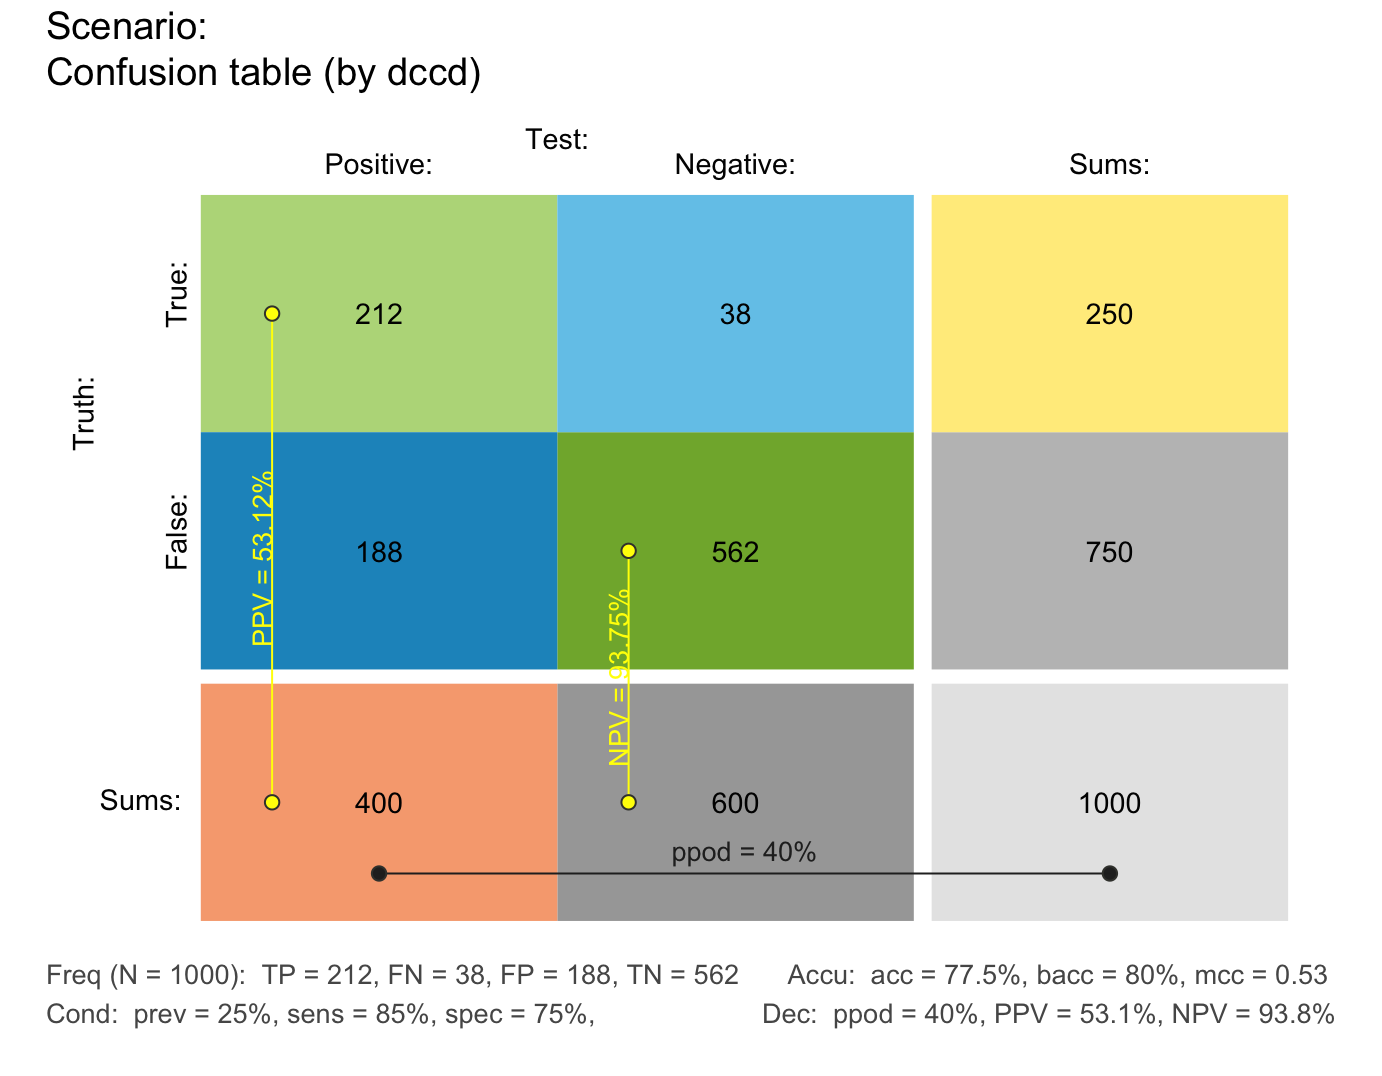 Scenario:
Confusion table (by dccd)
Test:
Positive:
Negative:
Sums:
Truth:
True:
212
38
250
False:
PPV = 53.12%
188
NPV = 93.75%
562
750
Sums:
400
600
1000
ppod = 40%
Freq (N = 1000):  TP = 212, FN = 38, FP = 188, TN = 562
Accu:  acc = 77.5%, bacc = 80%, mcc = 0.53
Cond:  prev = 25%, sens = 85%, spec = 75%,
Dec:  ppod = 40%, PPV = 53.1%, NPV = 93.8%